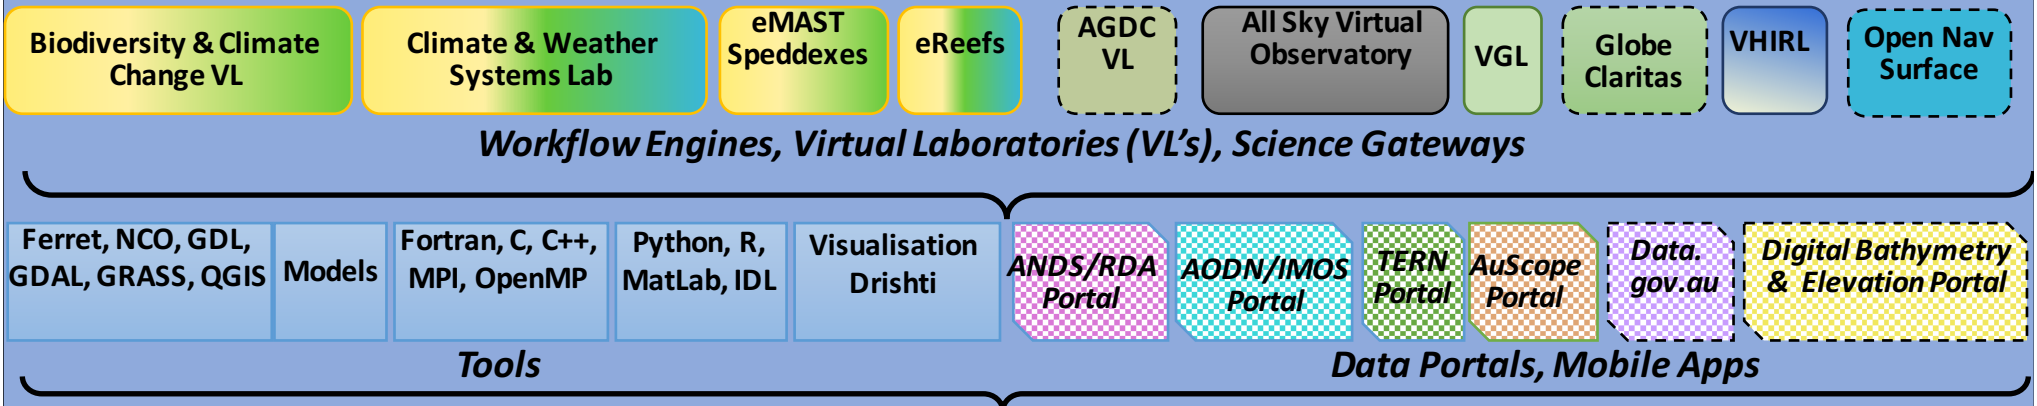 Biodiversity & Climate
Change VL
Climate & Weather
Systems Lab
eMAST
Speddexes
eReefs
AGDC
VL
All Sky Virtual
Observatory
VGL
Globe
Claritas
VHIRL
Open Nav
Surface
Workflow Engines, Virtual Laboratories (VL's), Science Gateways
Ferret, NCO, GDL,
GDAL, GRASS, QGIS
Models
Fortran, C, C++,
MPI, OpenMP
Python, R,
MatLab, IDL
Visualisation
Drishti
ANDS/RDA
Portal
AODN/IMOS
Portal
TERN
Portal
AuScope
Portal
Data.
gov.au
Digital Bathymetry
& Elevation Portal
Tools
Data Portals, Mobile Apps